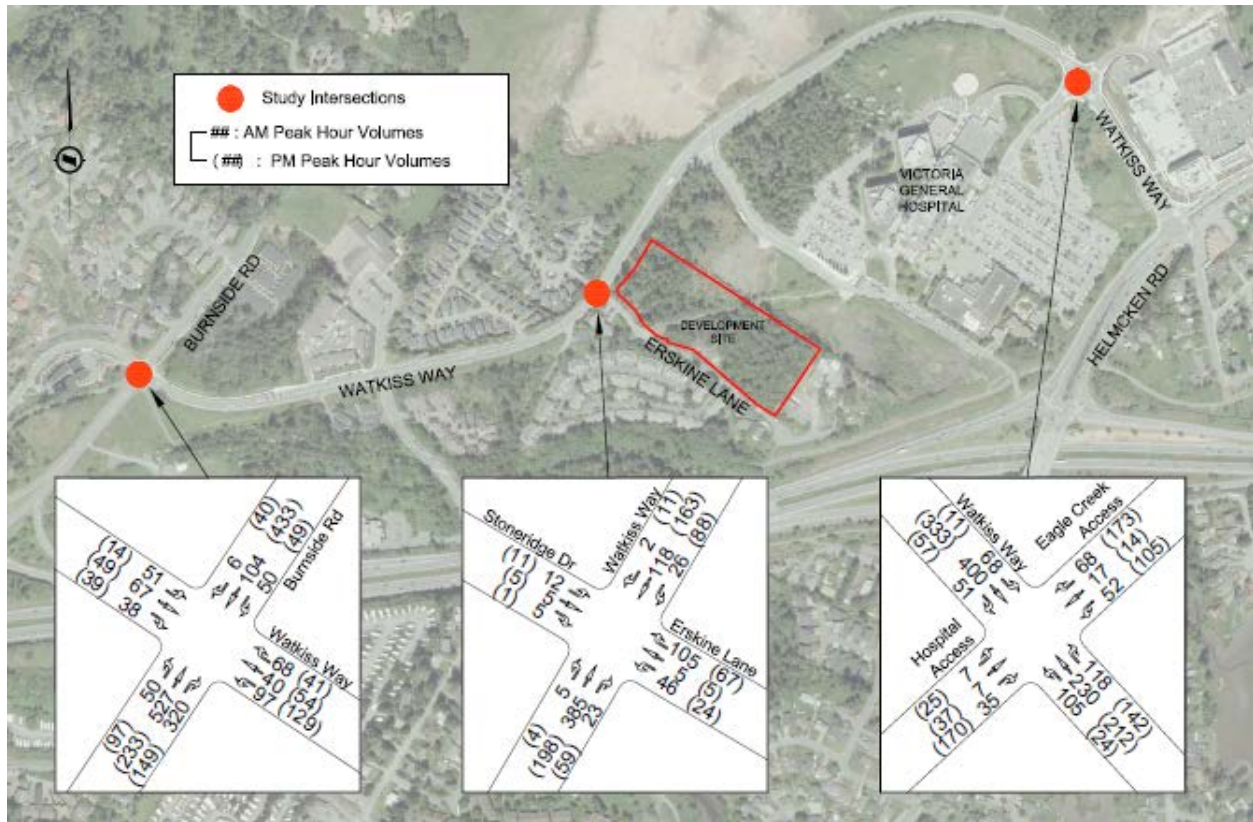 Study Intersections
## : AM Peak Hour Volumes
(##) : PM Peak Hour Volumes
WATKISS WAY
VICTORIA
GENERAL
HOSPITAL
BURNSIDE RD
HELMCKEN RD
DEVELOPMENT
SITE
ERSKINE LANE
WATKISS WAY
(14) 51
(49) 67
(39) 38
(40) 6
(433) 104
(49) 50
Burnside Rd
Watkiss Way
68 (41)
40 (54)
97 (129)
50 (97)
527 (233)
320 (149)
Stoneridge Dr
(11) 12
(5) 5
(1) 5
Watkiss Way
2 (11)
118 (163)
26 (88)
Erskine Lane
105 (67)
5 (5)
46 (24)
5 (4)
385 (198)
23 (59)
Watkiss Way
(11) 68
(333) 400
(57) 51
Eagle Creek
Access
68 (173)
17 (14)
52 (105)
Hospital
Access
(25) 7
(37) 7
(170) 35
118 (142)
230 (212)
105 (24)